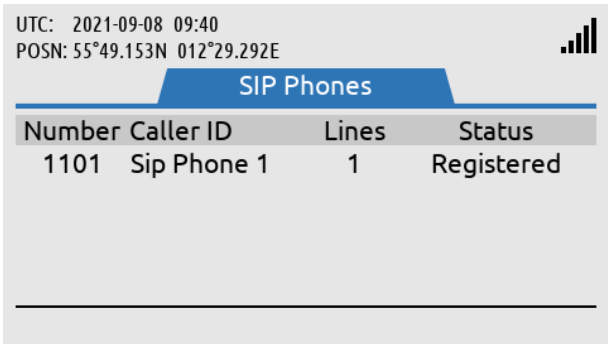 UTC: 2021-09-08 09:40
POSN: 55°49.153N 012°29.292E
SIP Phones
Number Caller ID Lines Status
1101 Sip Phone 1 1 Registered